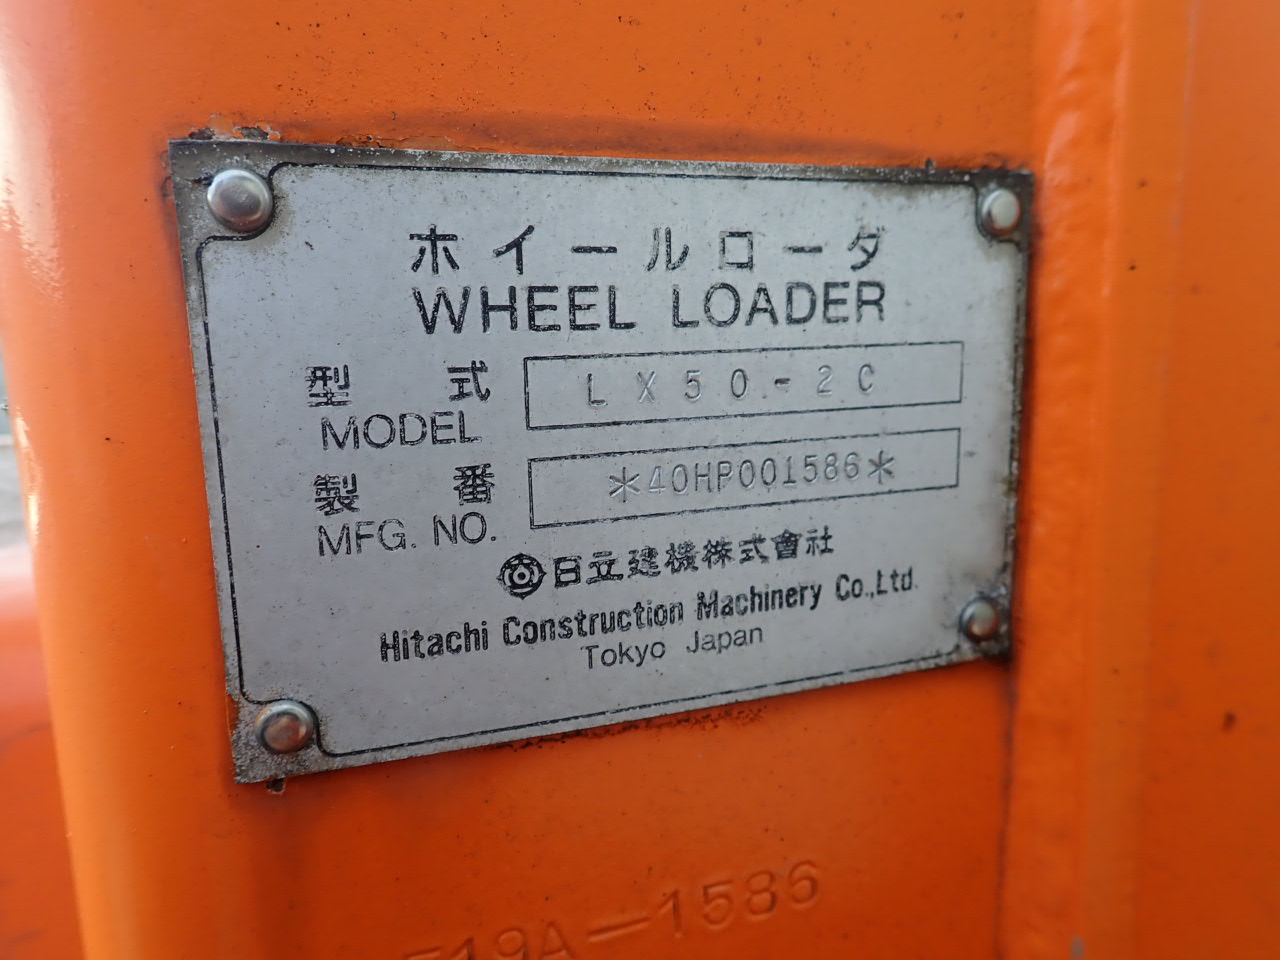 ホイールローダ
WHEEL LOADER
型式 LX50-2C
MODEL
製番 *40HP001586*
MFG. NO.
日立建機株式會社
Hitachi Construction Machinery Co.,Ltd.
Tokyo Japan
19A-1586